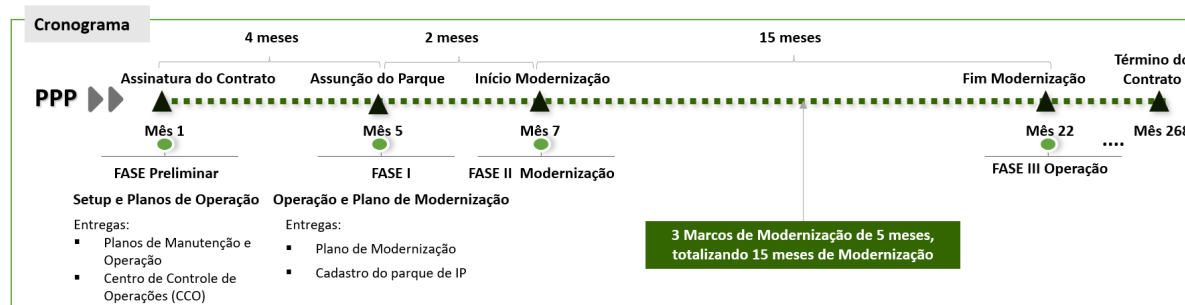 Cronograma
4 meses
2 meses
15 meses
PPP
Assinatura do Contrato
Assunção do Parque
Início Modernização
Fim Modernização
Término do
Contrato
Mês 1
Mês 5
Mês 7
Mês 22
....
Mês 268
FASE Preliminar
FASE I
FASE II Modernização
FASE III Operação
Setup e Planos de Operação
Entregas:
▪ Planos de Manutenção e
Operação
▪ Centro de Controle de
Operações (CCO)
Operação e Plano de Modernização
Entregas:
▪ Plano de Modernização
▪ Cadastro do parque de IP
3 Marcos de Modernização de 5 meses,
totalizando 15 meses de Modernização